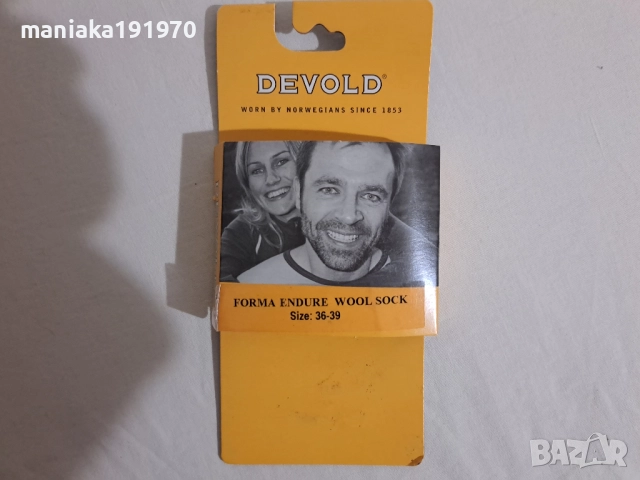 maniaka191970
DEVOLD®
WORN BY NORWEGIANS SINCE 1853
FORMA ENDURE WOOL SOCK
Size: 36-39
BAZAR